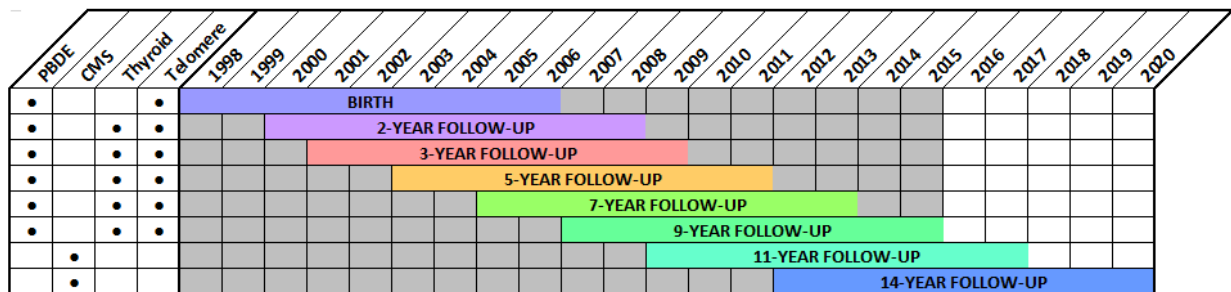 PBDE CMS Thyroid Telomere 1998 1999 2000 2001 2002 2003 2004 2005 2006 2007 2008 2009 2010 2011 2012 2013 2014 2015 2016 2017 2018 2019 2020
● ● BIRTH
● ● ● 2-YEAR FOLLOW-UP
● ● ● 3-YEAR FOLLOW-UP
● ● ● 5-YEAR FOLLOW-UP
● ● ● 7-YEAR FOLLOW-UP
● ● ● 9-YEAR FOLLOW-UP
● 11-YEAR FOLLOW-UP
● 14-YEAR FOLLOW-UP